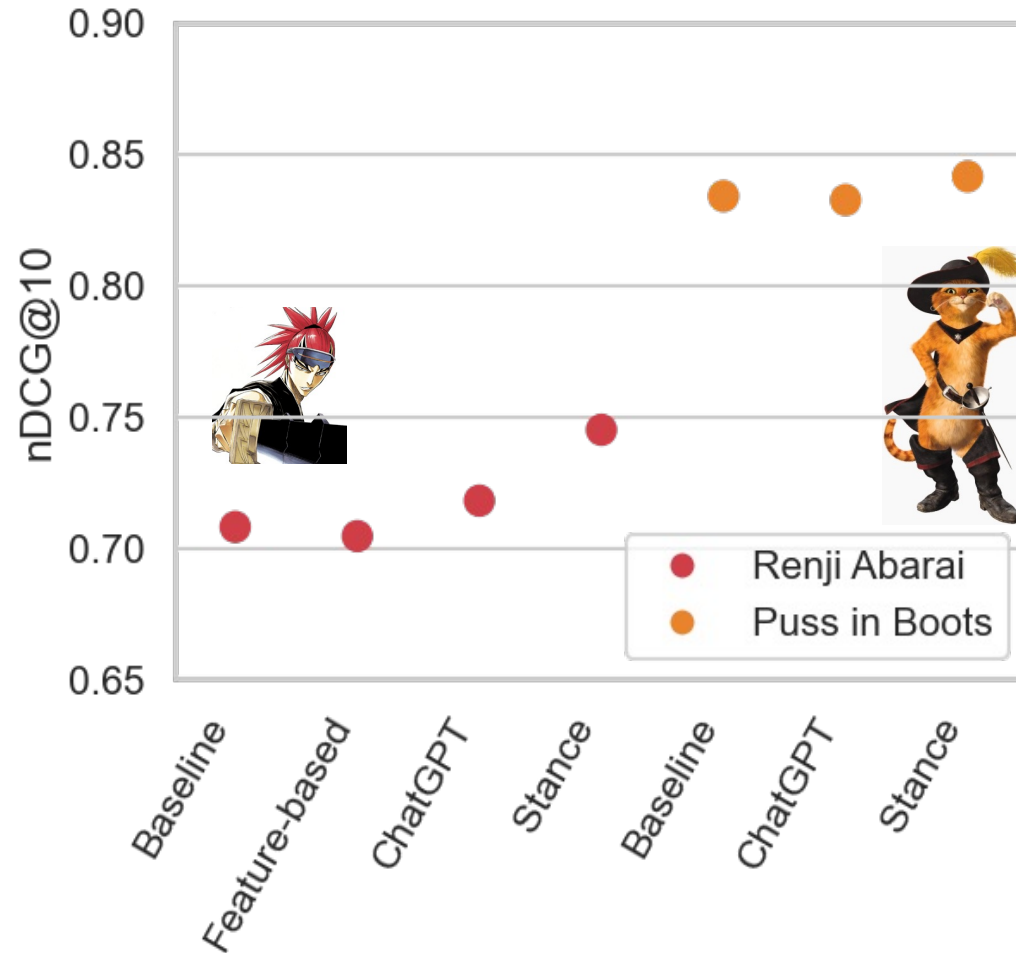 0.90
0.85
0.80
0.75
0.70
0.65
nDCG@10
Renji Abarai
Puss in Boots
Baseline
Feature-based
ChatGPT
Stance
Baseline
ChatGPT
Stance